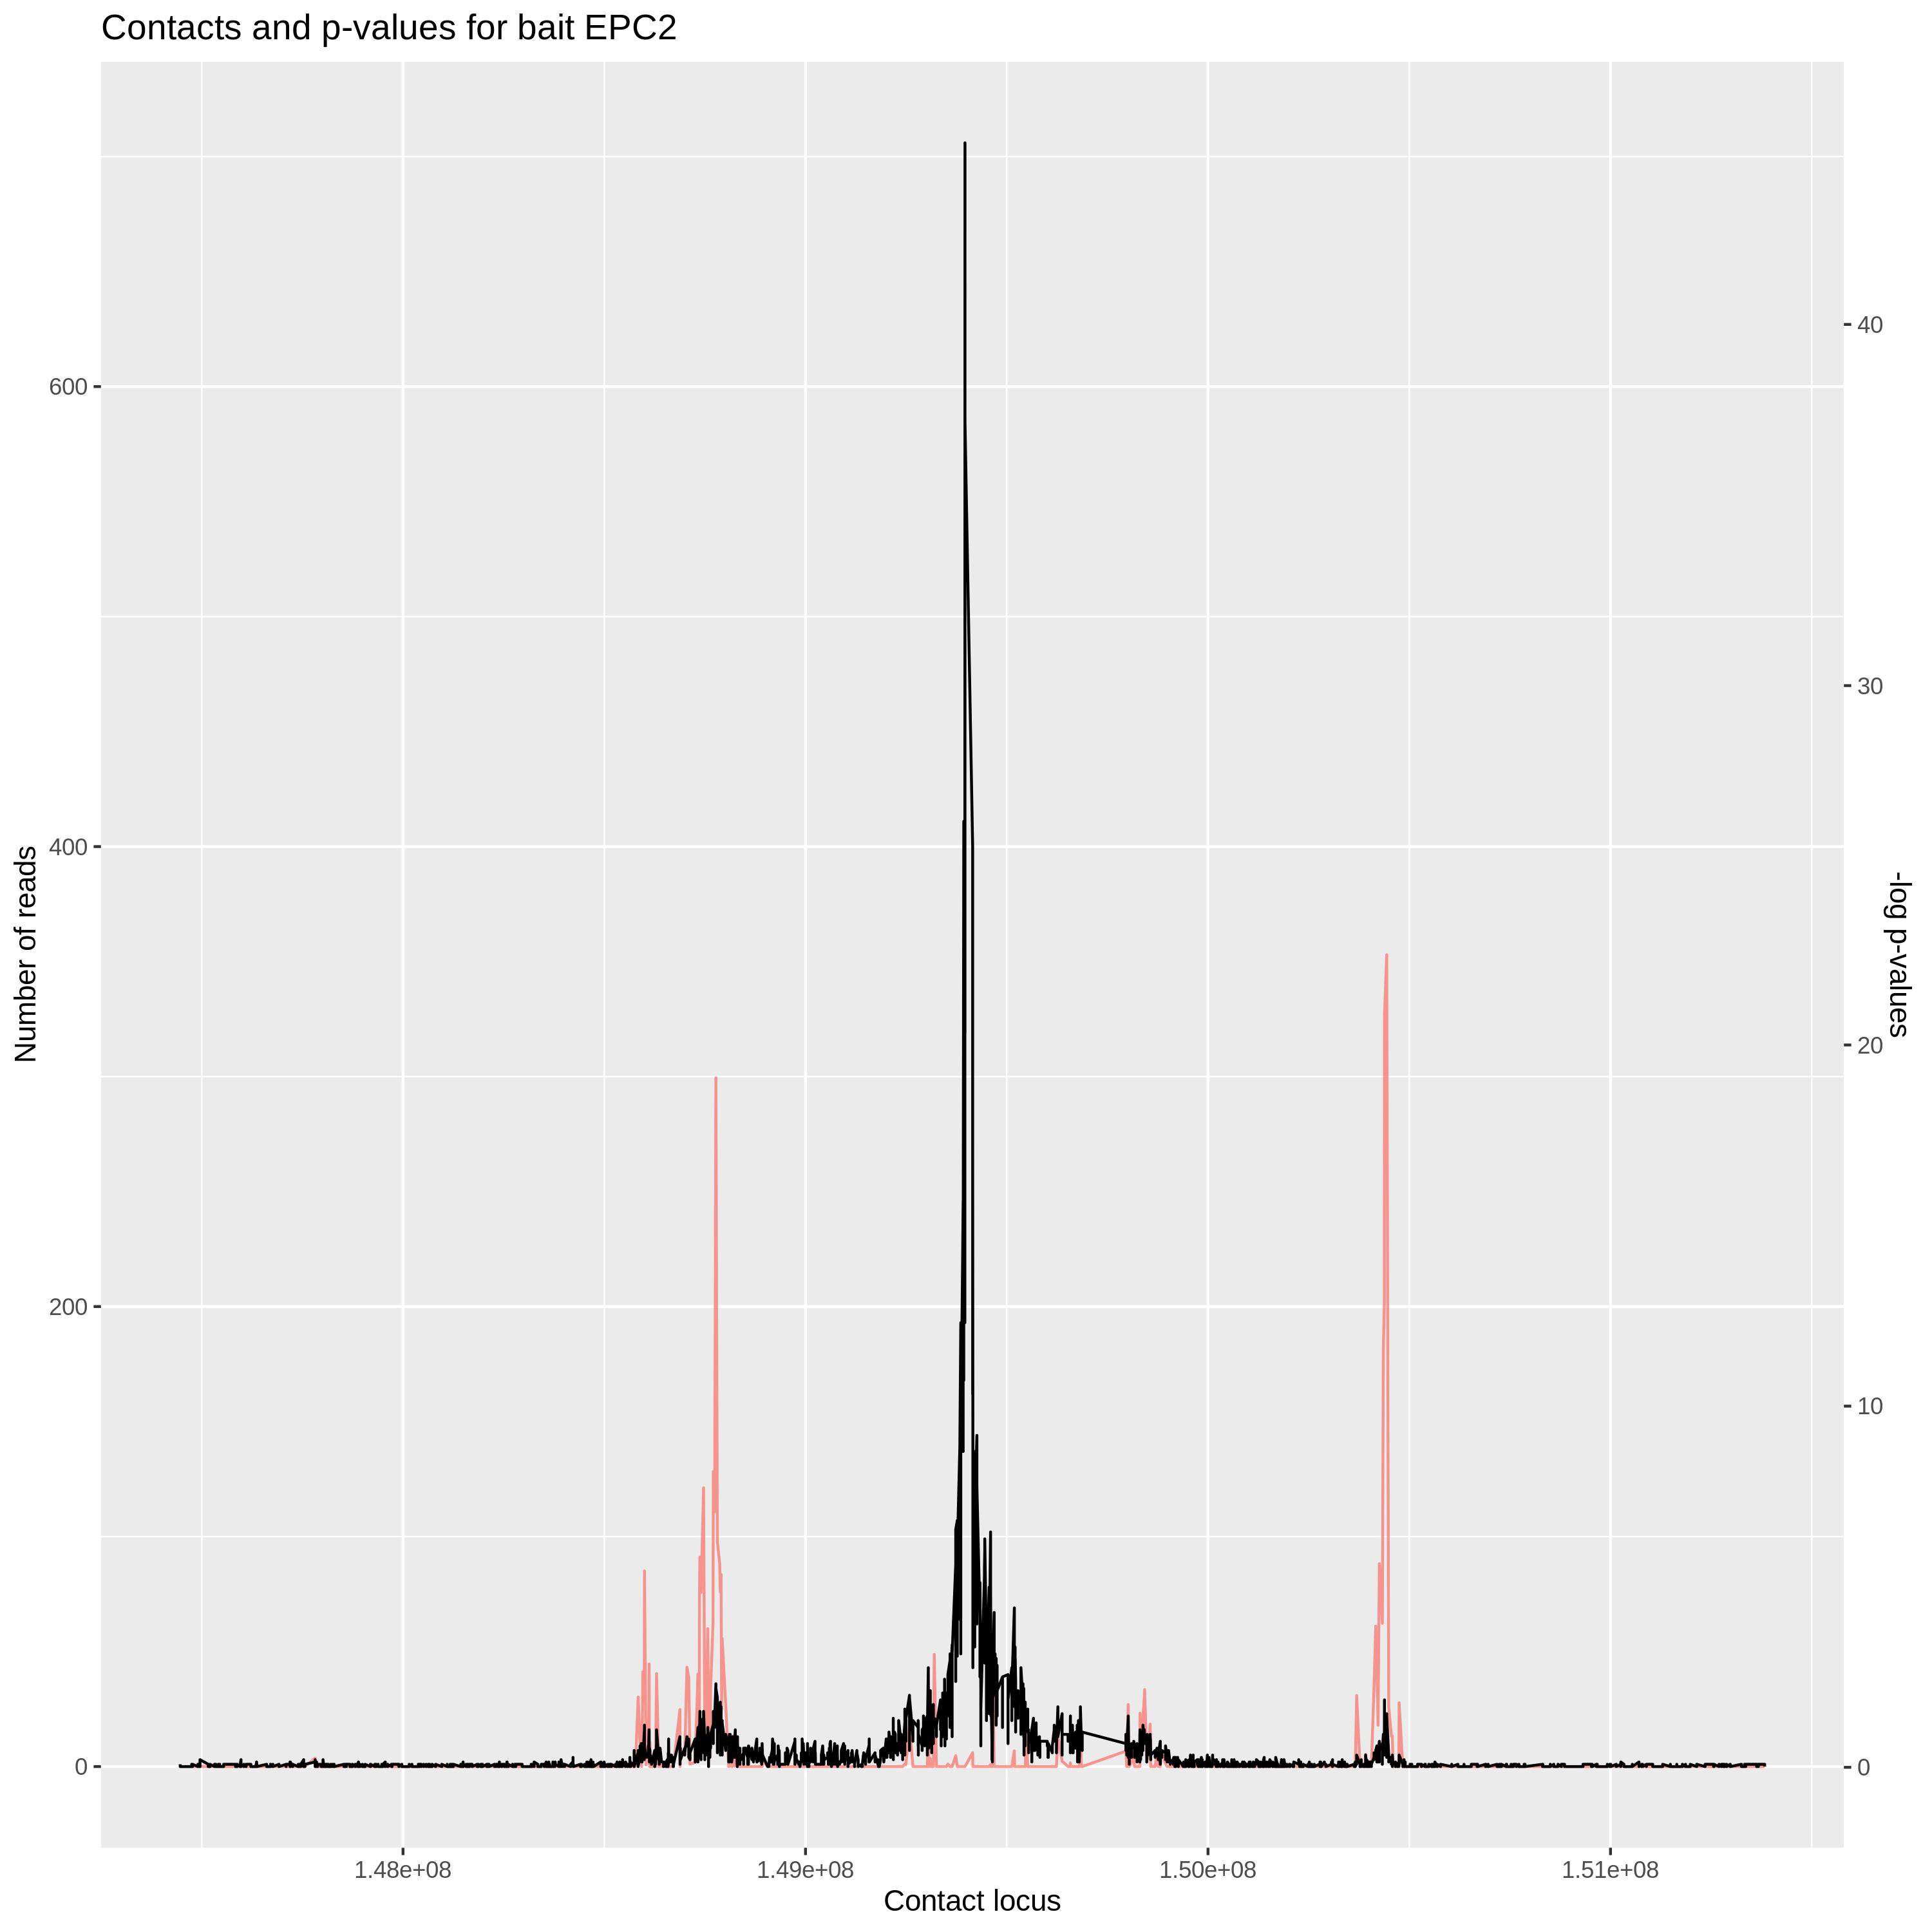 Contacts and p-values for bait EPC2
600
400
200
0
Number of reads
40
30
20
10
0
-log p-values
1.48e+08
1.49e+08
1.50e+08
1.51e+08
Contact locus